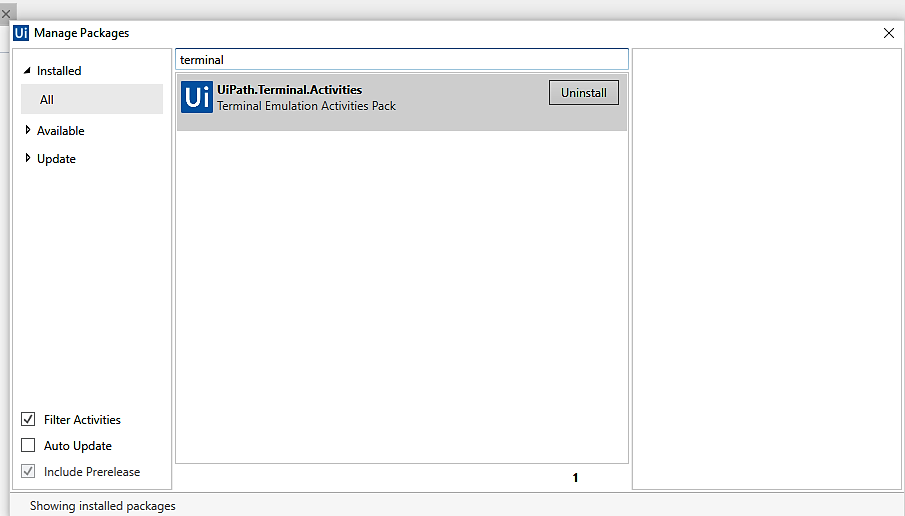 Ui Manage Packages
Installed
All
Available
Update
Filter Activities
Auto Update
Include Prerelease
terminal
Ui
UiPath.Terminal.Activities
Terminal Emulation Activities Pack
Uninstall
1
Showing installed packages